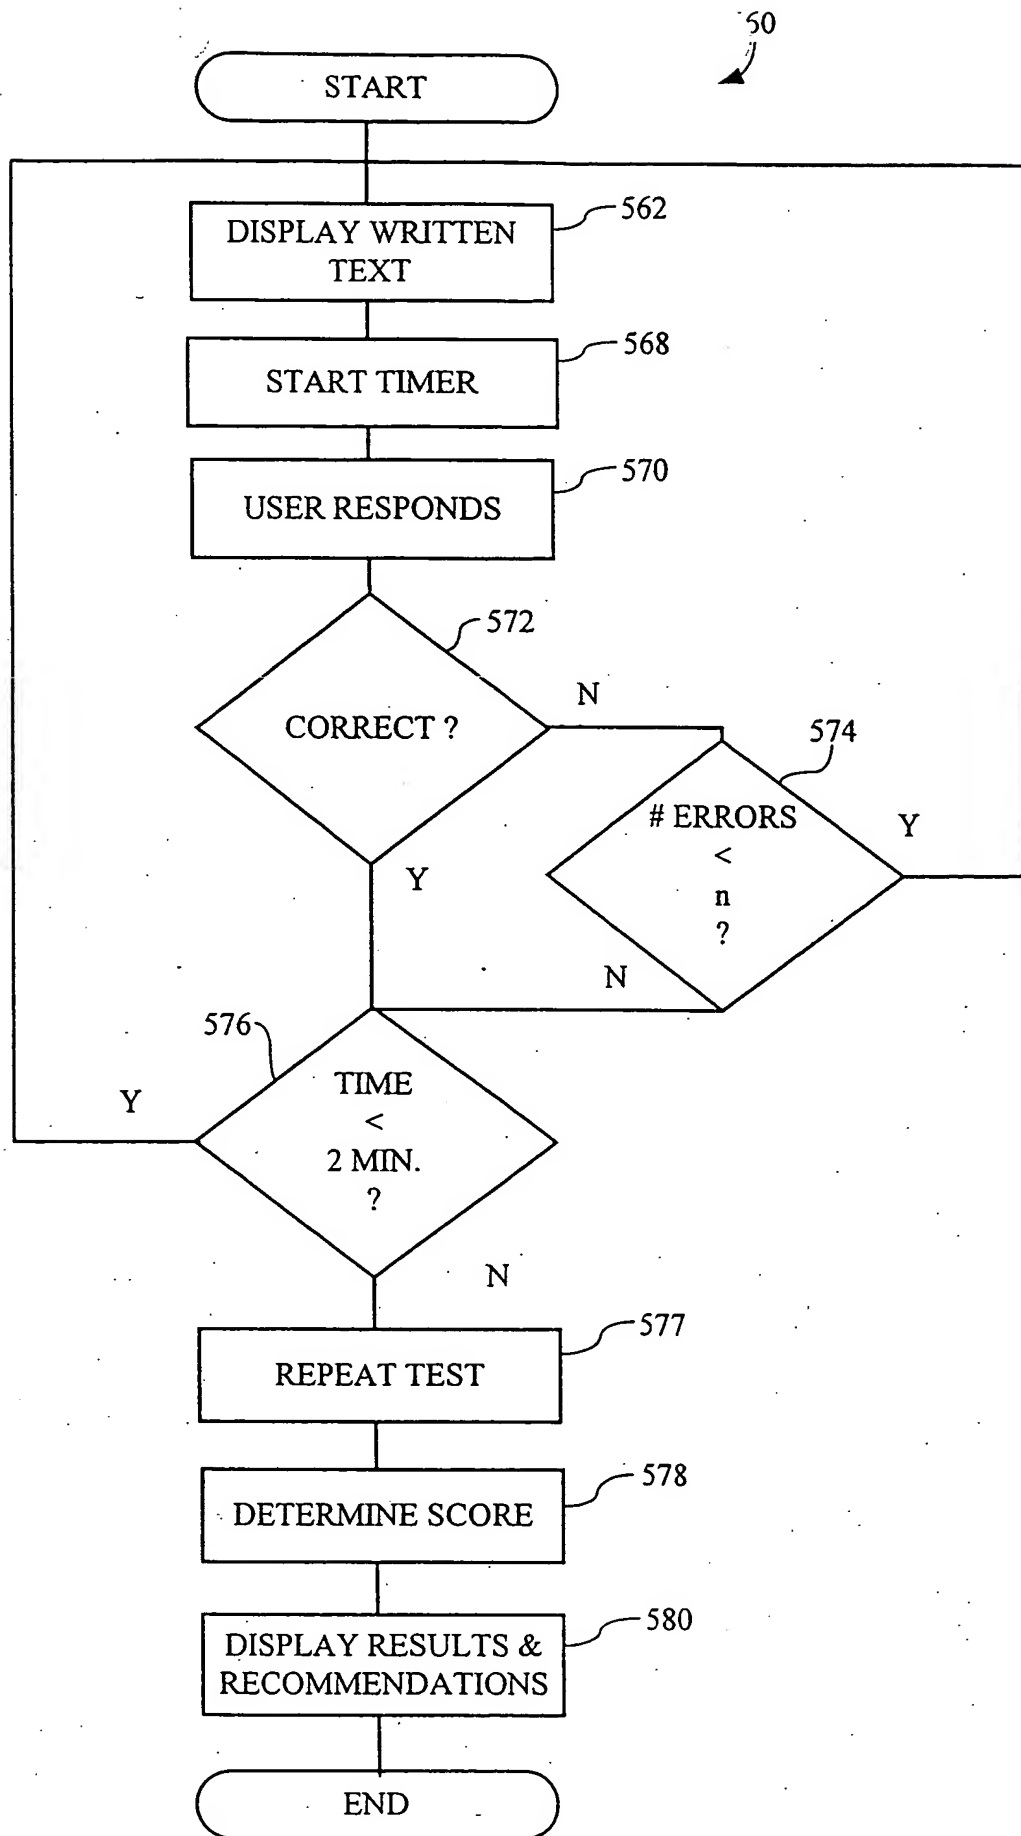 START
DISPLAY WRITTEN
TEXT
562
START TIMER
568
USER RESPONDS
570
CORRECT ?
572
N
Y
# ERRORS
<
n
?
574
Y
N
TIME
<
2 MIN.
?
576
Y
N
REPEAT TEST
577
DETERMINE SCORE
578
DISPLAY RESULTS &
RECOMMENDATIONS
580
END